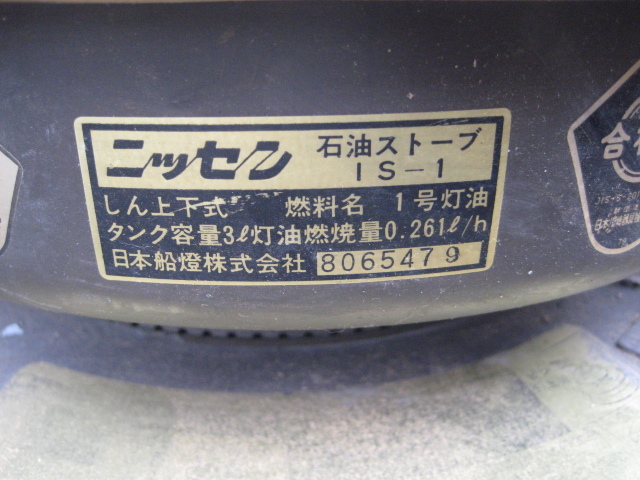 ニッセン 石油ストーブ
IS-1
しん上下式 燃料名 1号灯油
タンク容量3ℓ灯油燃焼量0.261ℓ/h
日本船燈株式会社 8065479
合格